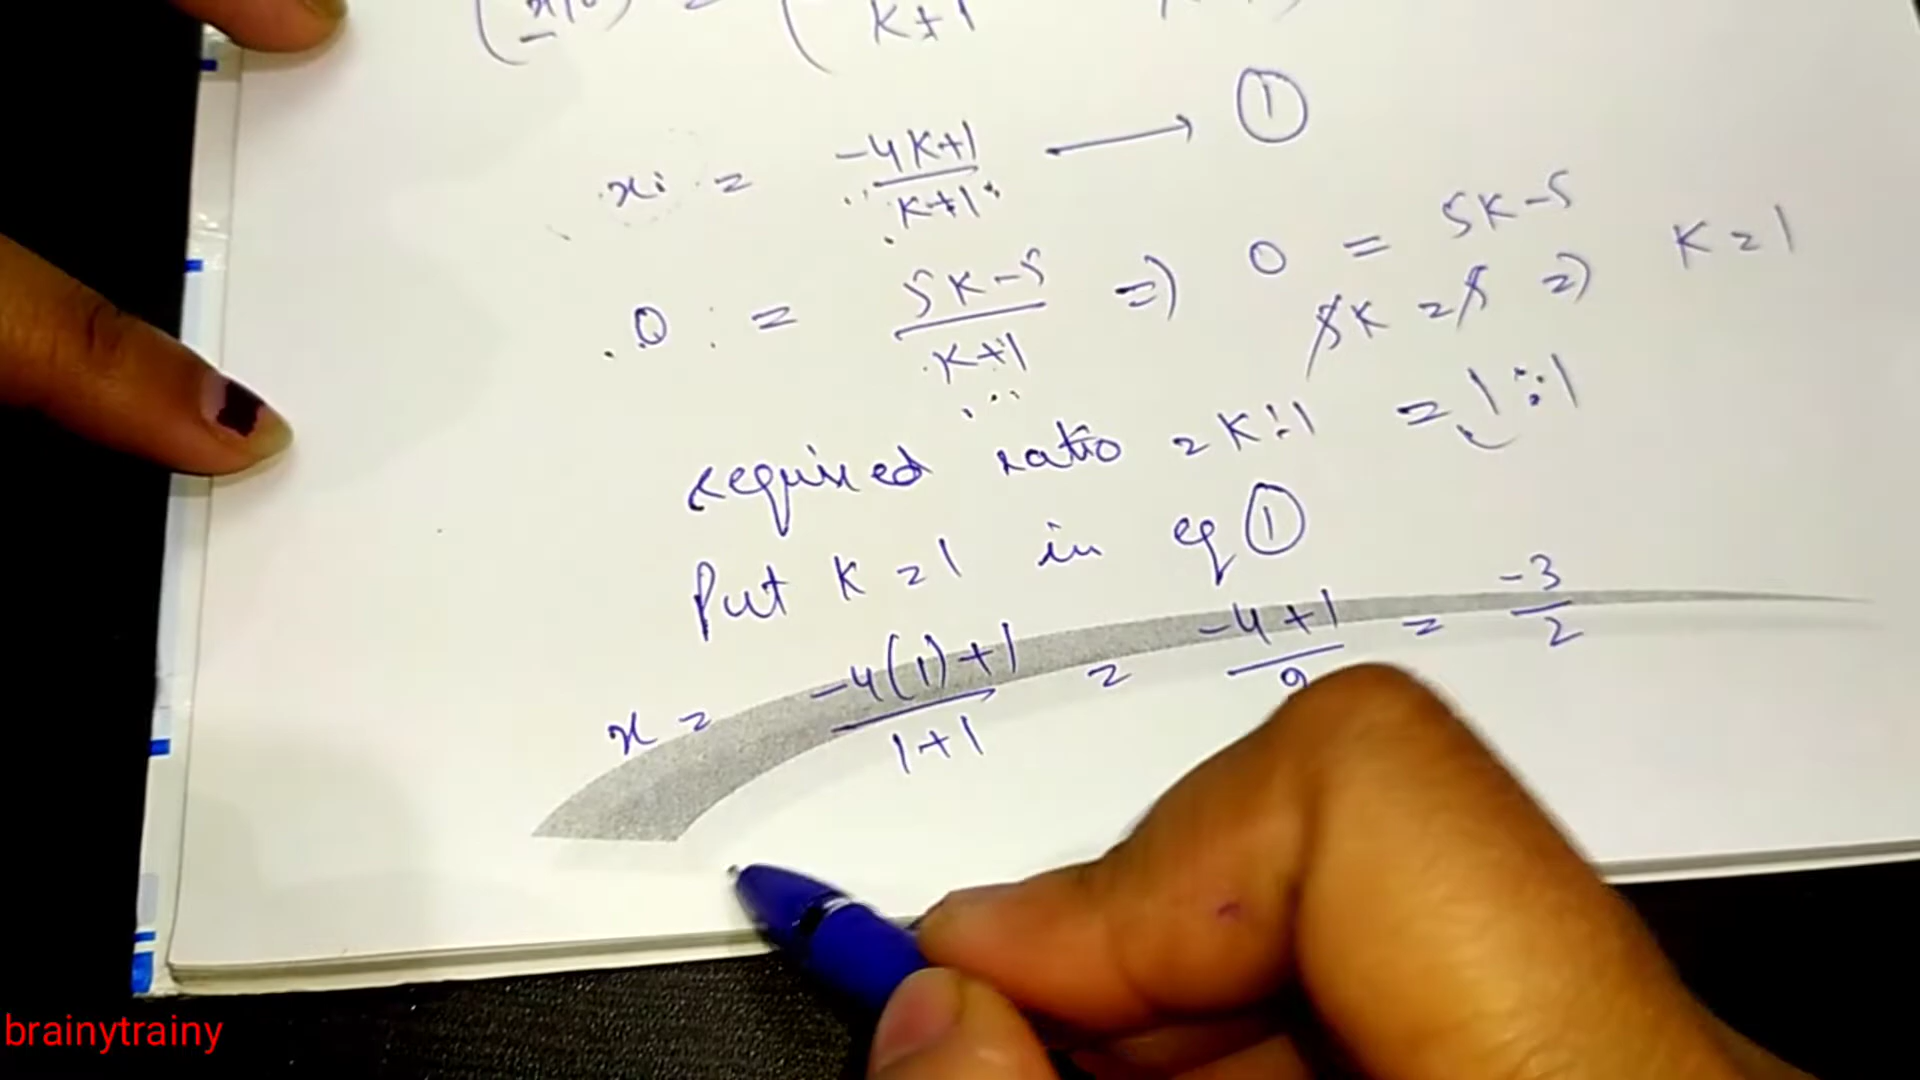 (x, 0) = ( K+1
x = -4K+1 / K+1 → ①
0 = 5K-5 / K+1 => 0 = 5K-5
5K = 5 => K = 1
required ratio = K:1 = 1:1
Put K = 1 in eq ①
x = -4(1)+1 / 1+1 = -4+1 / 2 = -3 / 2
brainytrainy